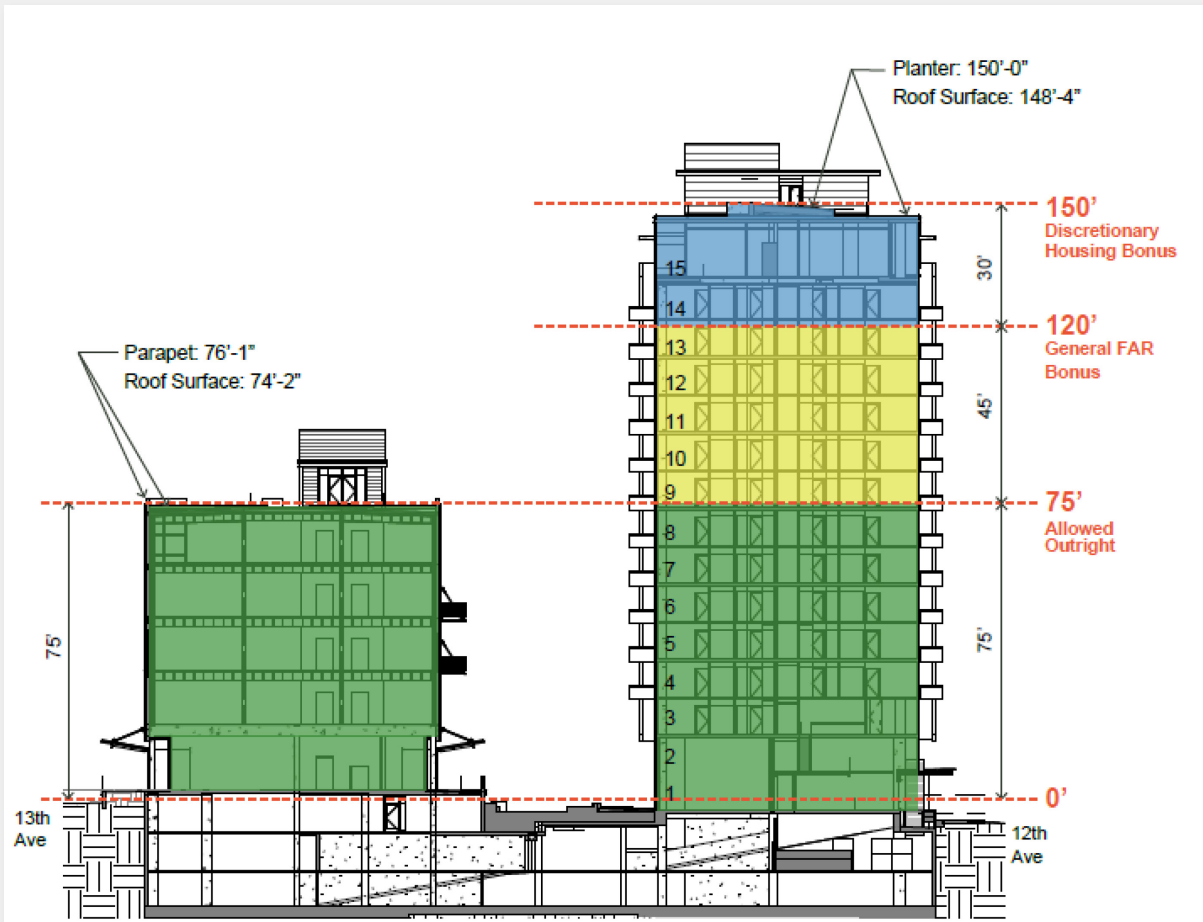 Planter: 150'-0"
Roof Surface: 148'-4"
150'
Discretionary
Housing Bonus
30'
15
14
120'
General FAR
Bonus
Parapet: 76'-1"
Roof Surface: 74'-2"
13
12
11
45'
10
9
75'
Allowed
Outright
8
7
6
75'
75'
5
4
3
2
1
0'
13th
Ave
12th
Ave